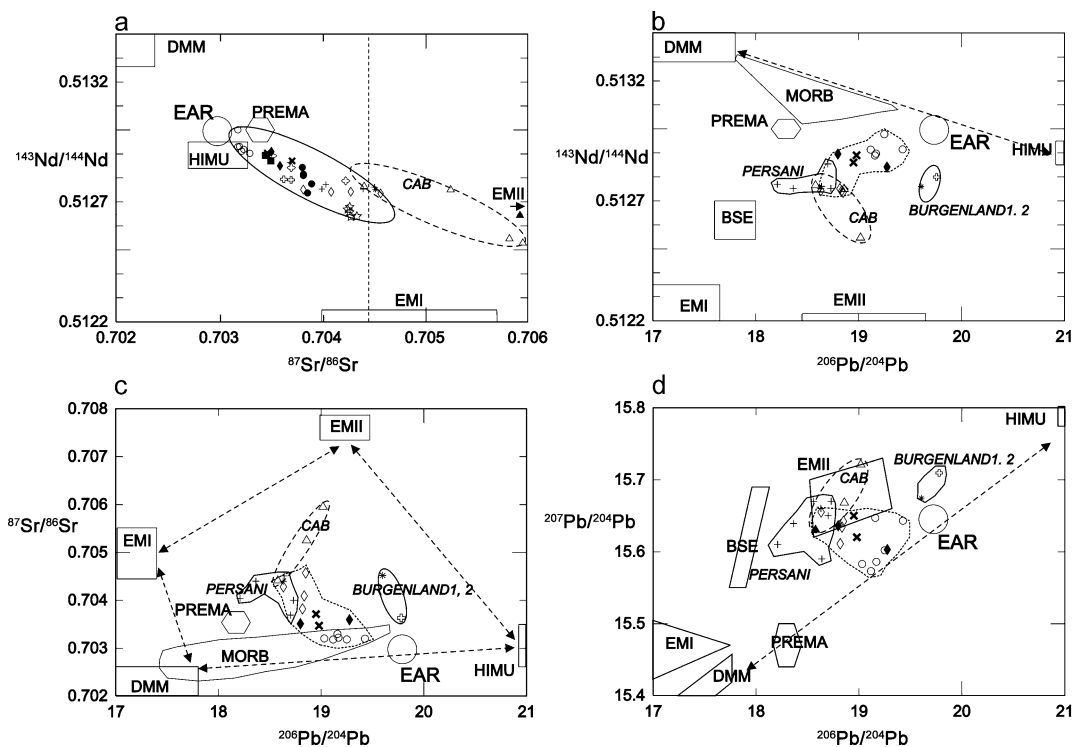 a
DMM
0.5132
EAR
PREMA
143Nd/144Nd
HIMU
CAB
EMII
0.5127
EMI
0.5122
0.702
0.703
0.704
0.705
0.706
87Sr/86Sr
b
DMM
0.5132
MORB
PREMA
EAR
143Nd/144Nd
HIMU
PERSANI
0.5127
BURGENLAND1. 2
BSE
CAB
EMI
EMII
0.5122
17
18
19
20
21
206Pb/204Pb
c
0.708
EMII
0.707
0.706
87Sr/86Sr
CAB
EMI
0.705
PERSANI
BURGENLAND1, 2
0.704
PREMA
0.703
MORB
EAR
HIMU
DMM
0.702
17
18
19
20
21
206Pb/204Pb
d
15.8
HIMU
EMII
BURGENLAND1. 2
CAB
15.7
207Pb/204Pb
EAR
BSE
15.6
PERSANI
15.5
EMI
PREMA
DMM
15.4
17
18
19
20
21
206Pb/204Pb